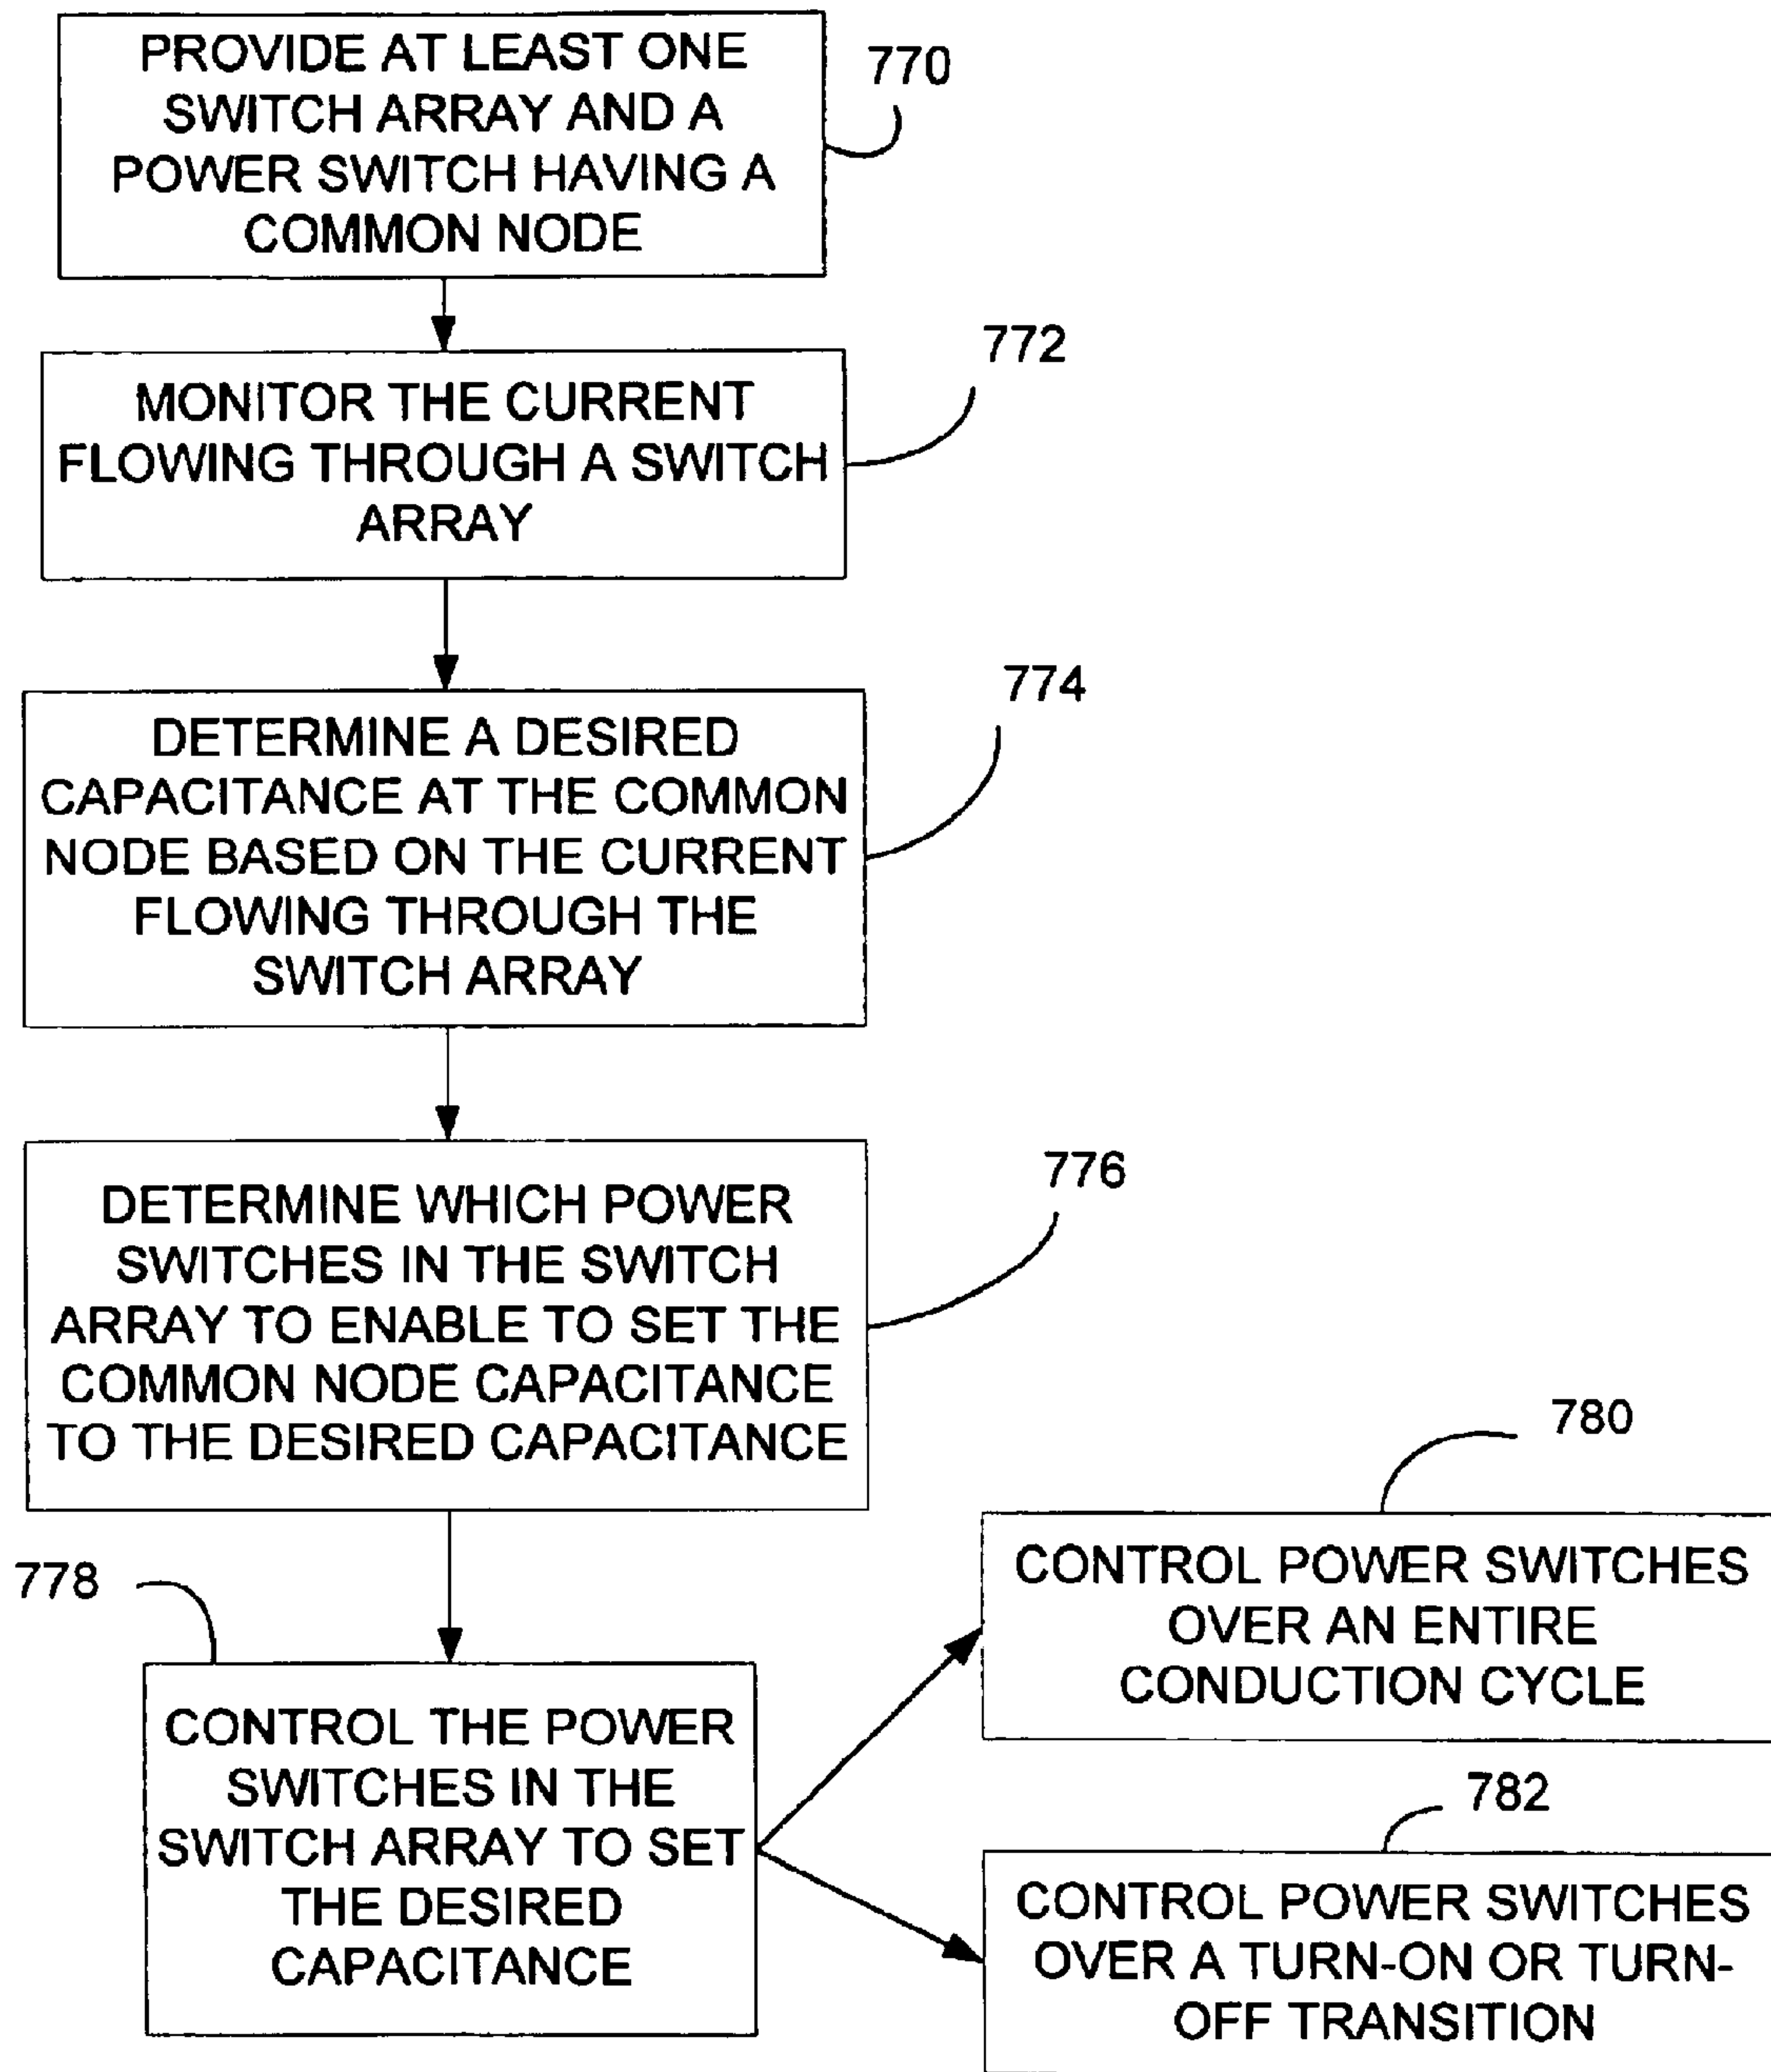 PROVIDE AT LEAST ONE
SWITCH ARRAY AND A
POWER SWITCH HAVING A
COMMON NODE
770
MONITOR THE CURRENT
FLOWING THROUGH A SWITCH
ARRAY
772
DETERMINE A DESIRED
CAPACITANCE AT THE COMMON
NODE BASED ON THE CURRENT
FLOWING THROUGH THE
SWITCH ARRAY
774
DETERMINE WHICH POWER
SWITCHES IN THE SWITCH
ARRAY TO ENABLE TO SET THE
COMMON NODE CAPACITANCE
TO THE DESIRED CAPACITANCE
776
778
CONTROL THE POWER
SWITCHES IN THE
SWITCH ARRAY TO SET
THE DESIRED
CAPACITANCE
780
CONTROL POWER SWITCHES
OVER AN ENTIRE
CONDUCTION CYCLE
782
CONTROL POWER SWITCHES
OVER A TURN-ON OR TURN-
OFF TRANSITION